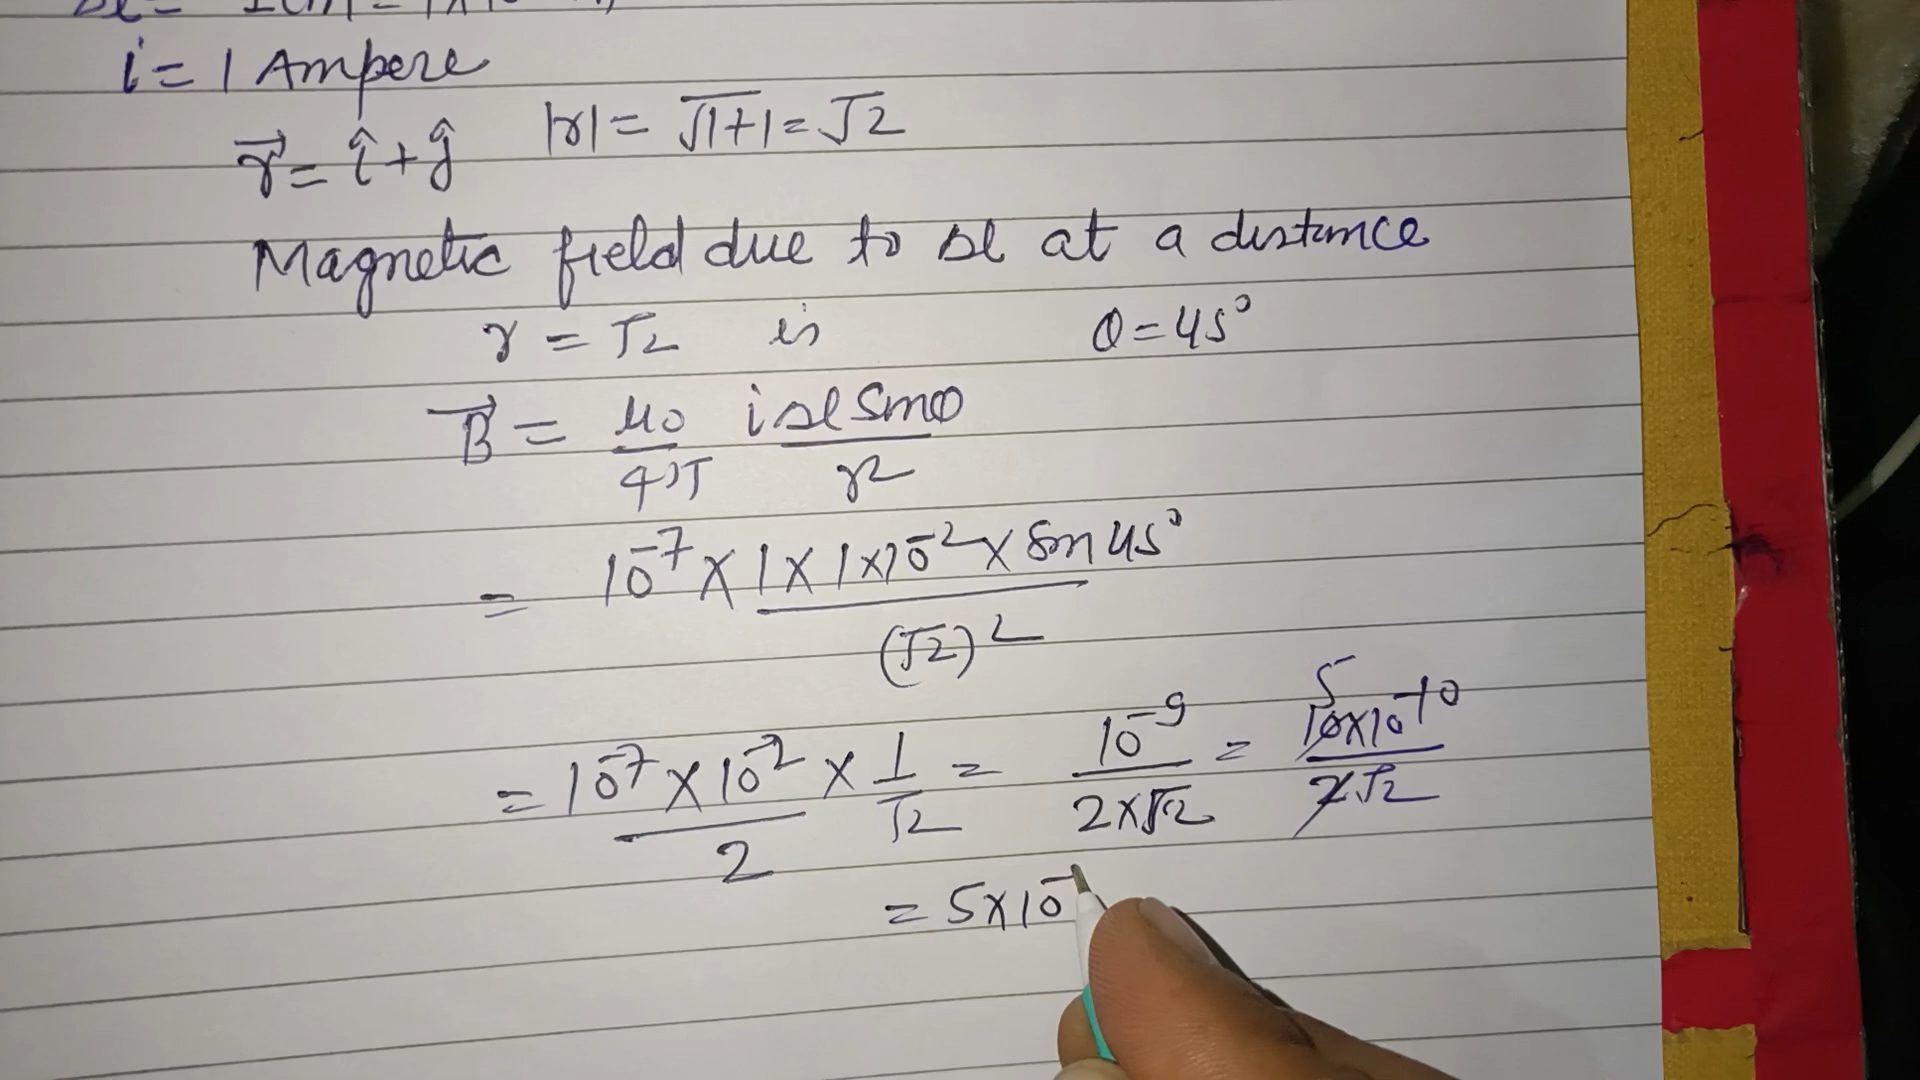 i = 1 Ampere
r⃗ = î + ĵ |r| = √1+1 = √2
Magnetic field due to Δl at a distance
r = √2 is θ = 45°
B⃗ = μ0/4π iΔl Sinθ/r2
= 10^-7 × 1 × 1×10^-2 × Sin 45°/(√2)^2
= 10^-7 × 10^-2/2 × 1/√2 = 10^-9/2×√2 = 5 10×10^-10/2√2
= 5×10^-